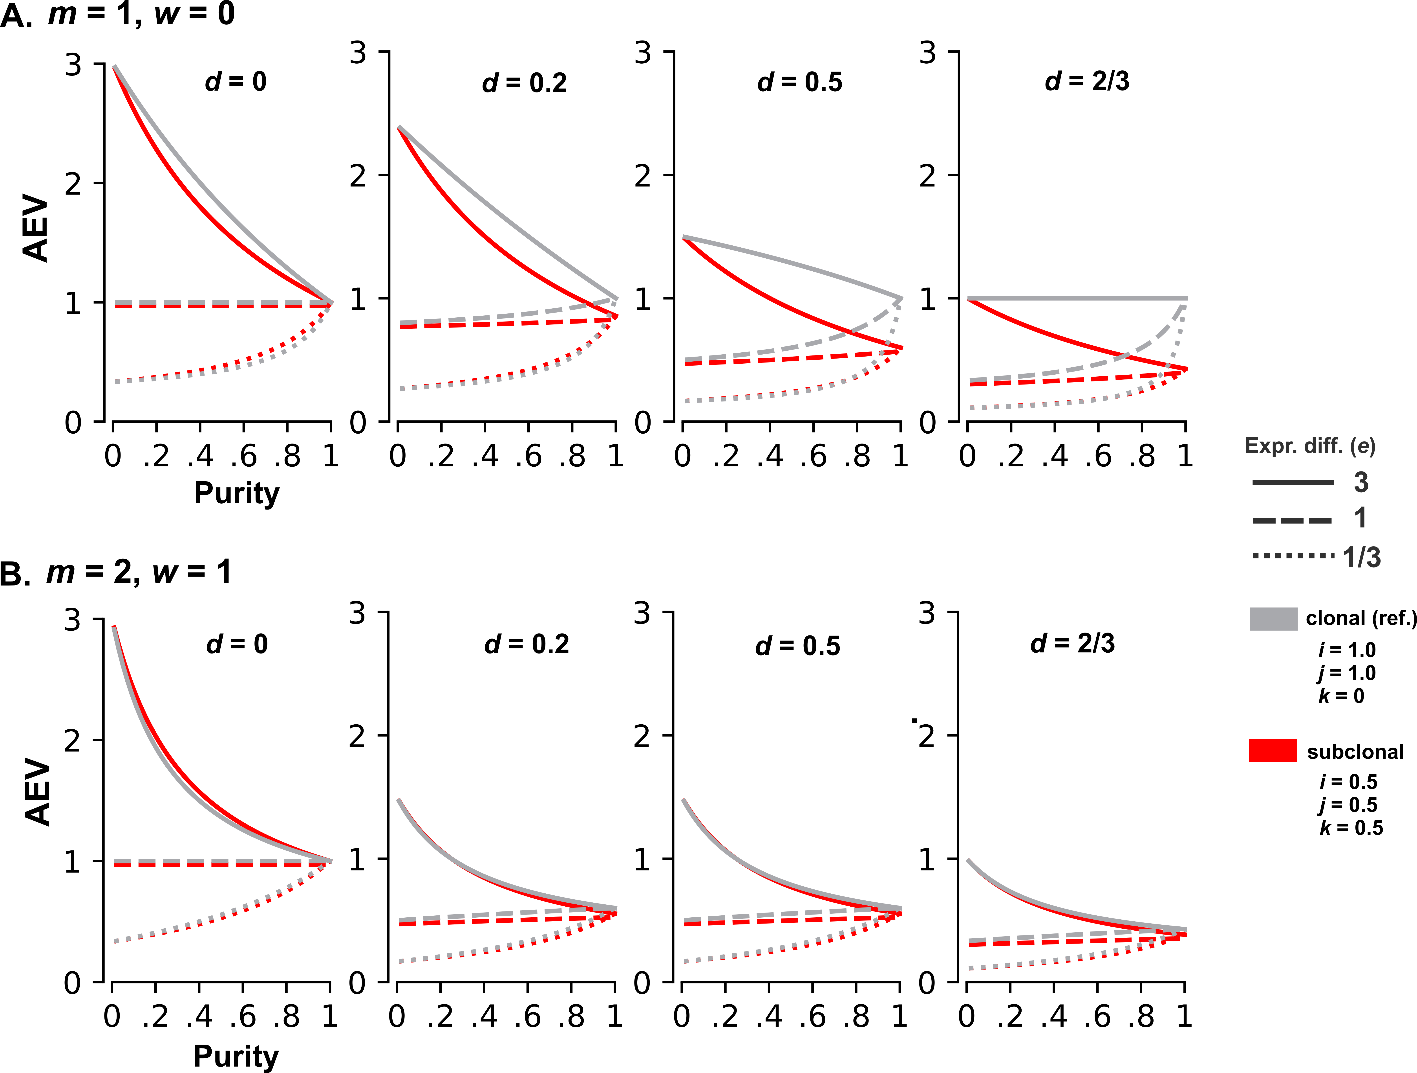 A. m = 1, w = 0
d = 0
d = 0.2
d = 0.5
d = 2/3
AEV
3
2
1
0
3
2
1
0
3
2
1
0
3
2
1
0
0 .2 .4 .6 .8 1
0 .2 .4 .6 .8 1
0 .2 .4 .6 .8 1
0 .2 .4 .6 .8 1
Purity
Expr. diff. (e)
3
1
1/3
B. m = 2, w = 1
d = 0
d = 0.2
d = 0.5
d = 2/3
AEV
3
2
1
0
3
2
1
0
3
2
1
0
3
2
1
0
0 .2 .4 .6 .8 1
0 .2 .4 .6 .8 1
0 .2 .4 .6 .8 1
0 .2 .4 .6 .8 1
Purity
clonal (ref.)
i = 1.0
j = 1.0
k = 0
subclonal
i = 0.5
j = 0.5
k = 0.5